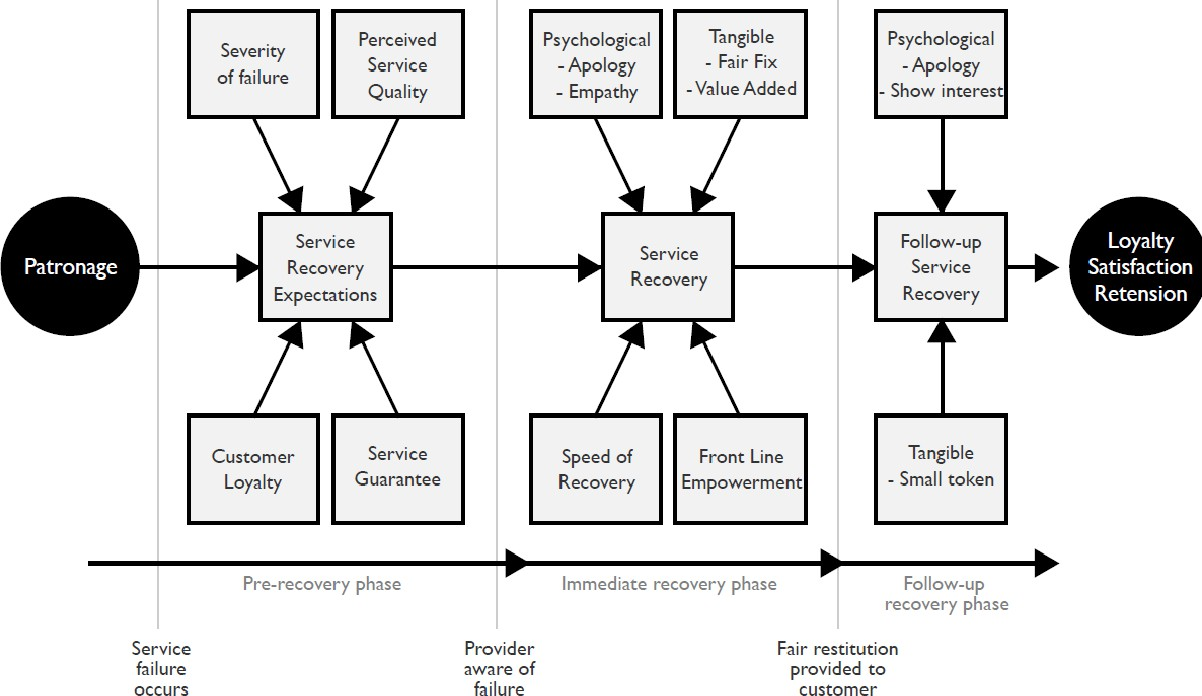 Severity
of failure
Perceived
Service
Quality
Psychological
- Apology
- Empathy
Tangible
- Fair Fix
- Value Added
Psychological
- Apology
- Show interest
Patronage
Service
Recovery
Expectations
Service
Recovery
Follow-up
Service
Recovery
Loyalty
Satisfaction
Retension
Customer
Loyalty
Service
Guarantee
Speed of
Recovery
Front Line
Empowerment
Tangible
- Small token
Pre-recovery phase
Immediate recovery phase
Follow-up
recovery phase
Service
failure
occurs
Provider
aware of
failure
Fair restitution
provided to
customer